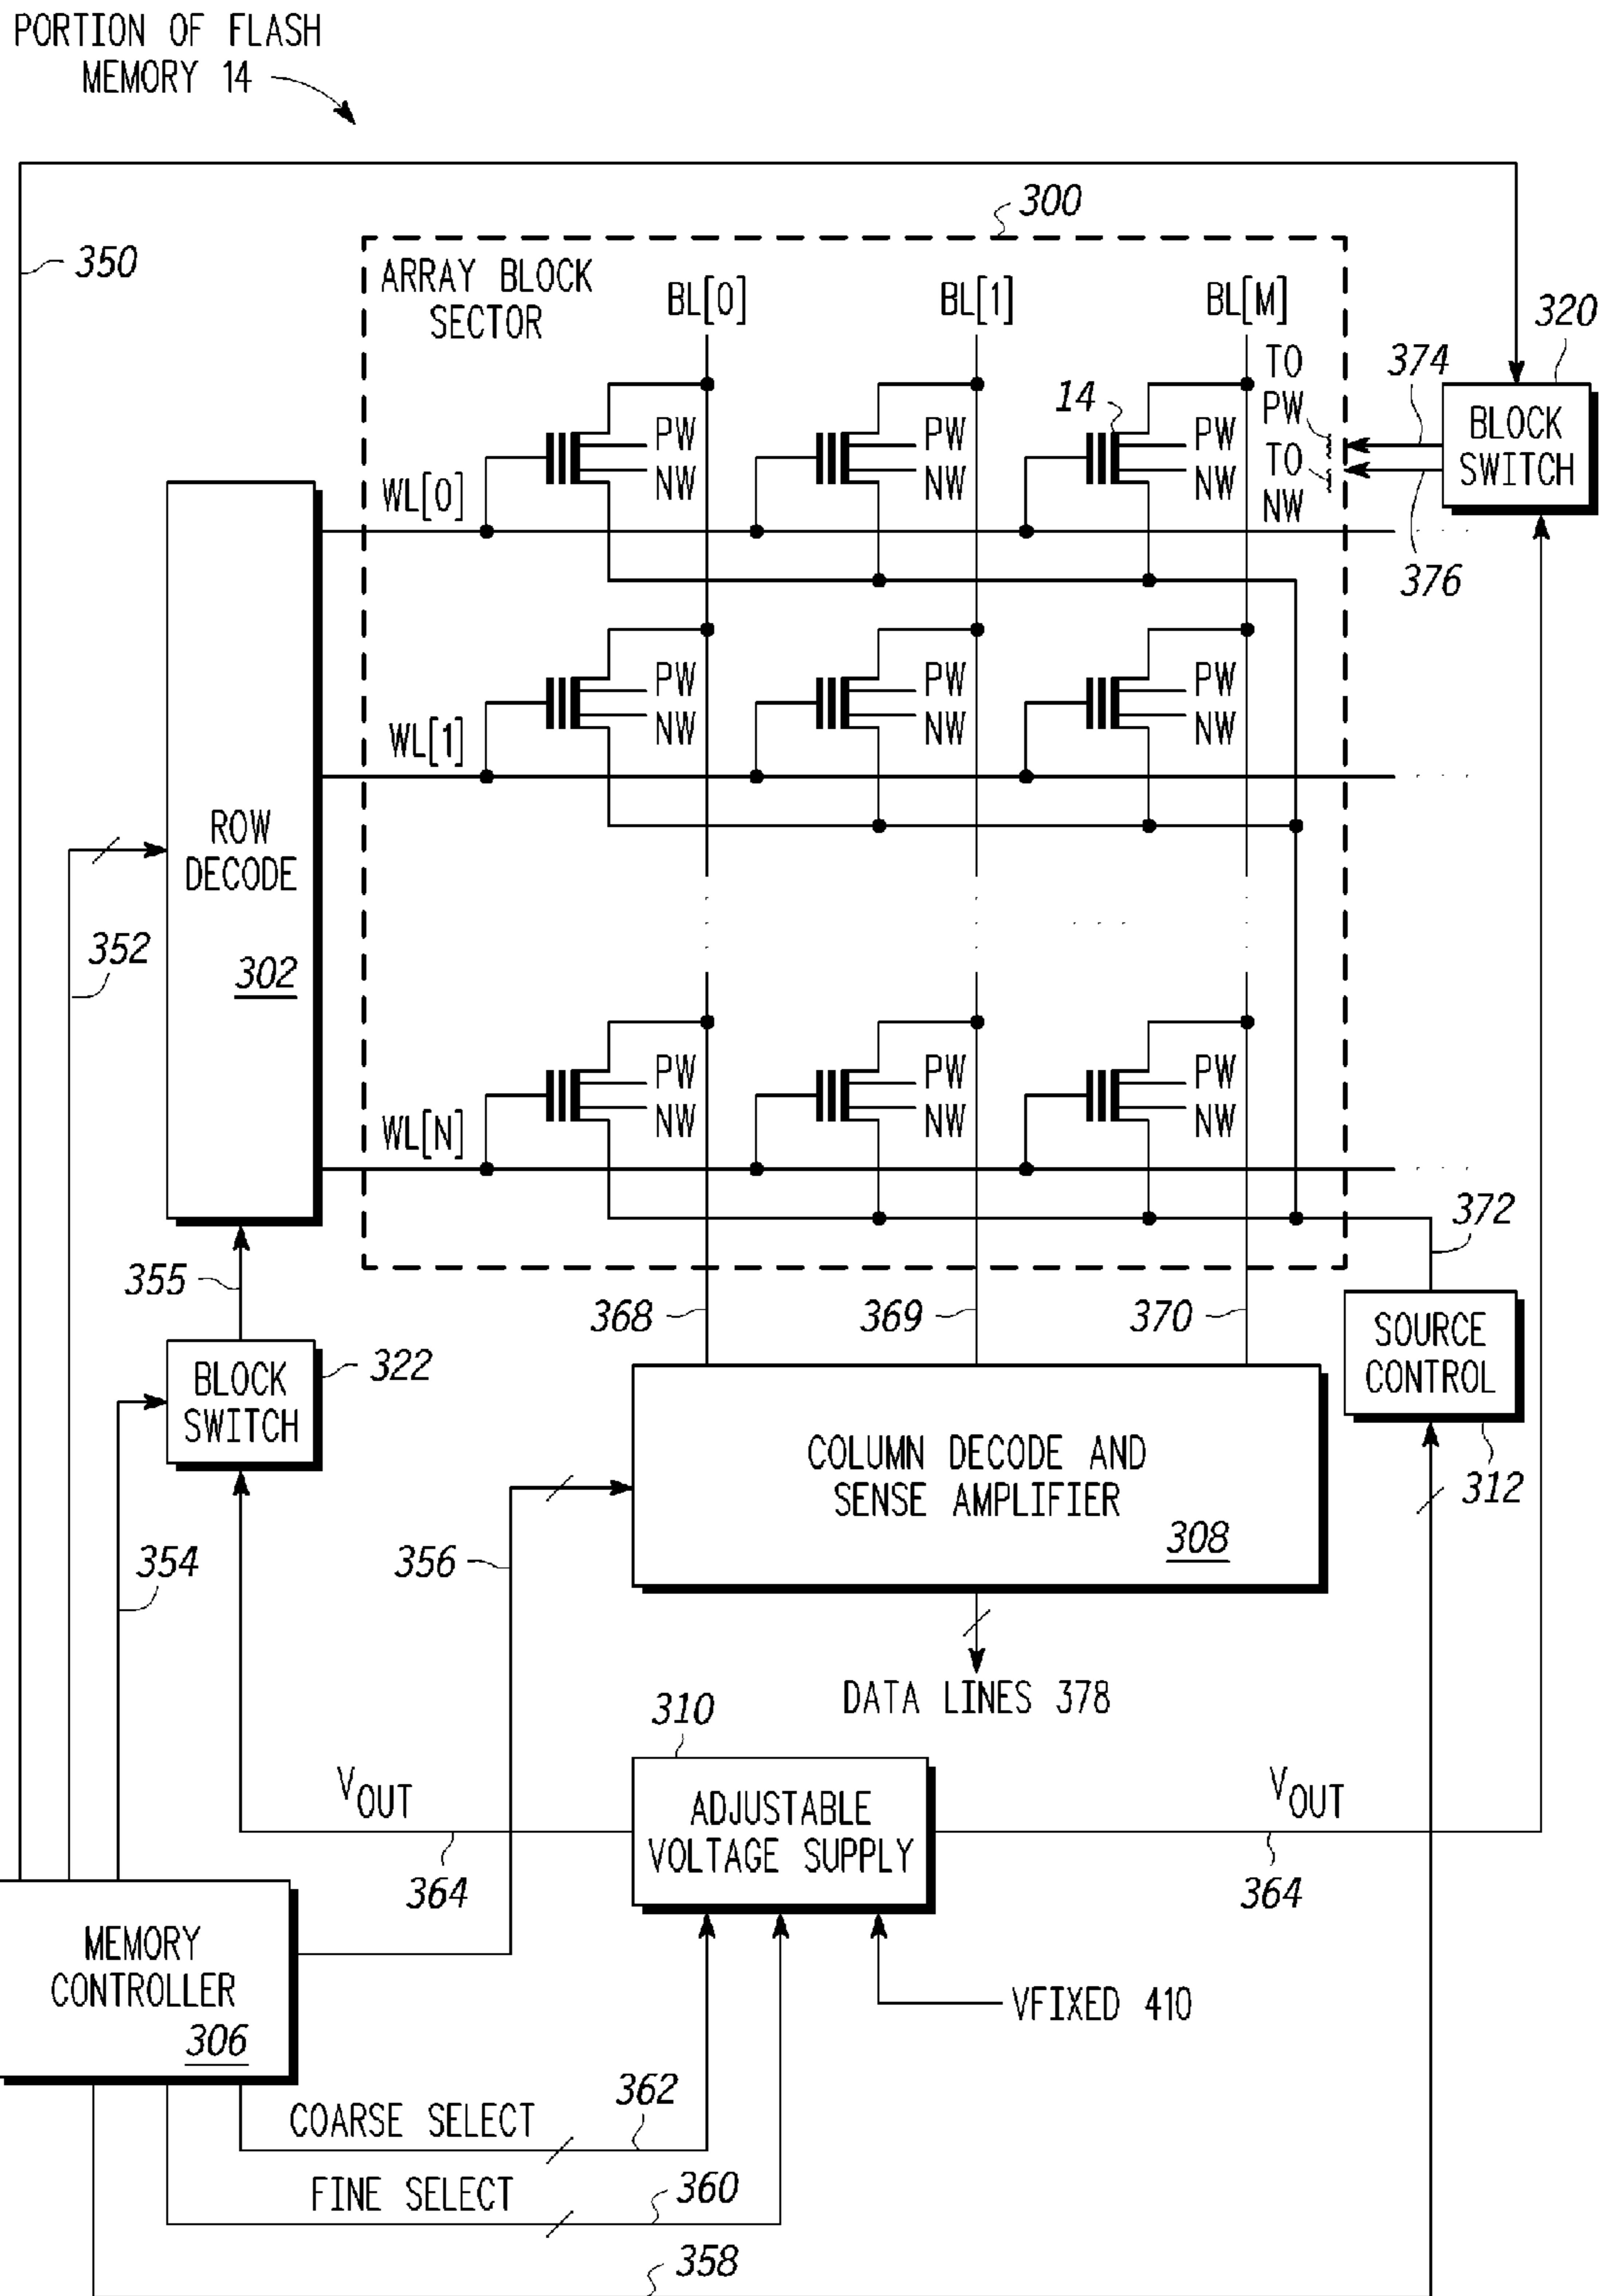 PORTION OF FLASH
MEMORY 14
350
300
ARRAY BLOCK
SECTOR
BL[0]
BL[1]
BL[M]
320
TO
PW
TO
NW
374
BLOCK
SWITCH
376
14
PW
NW
PW
NW
PW
NW
WL[0]
PW
NW
PW
NW
PW
NW
WL[1]
ROW
DECODE
302
352
PW
NW
PW
NW
PW
NW
WL[N]
372
355
368
369
370
SOURCE
CONTROL
312
BLOCK
SWITCH
322
COLUMN DECODE AND
SENSE AMPLIFIER
308
354
356
DATA LINES 378
310
VOUT
ADJUSTABLE
VOLTAGE SUPPLY
VOUT
364
364
MEMORY
CONTROLLER
306
VFIXED 410
COARSE SELECT
362
FINE SELECT
360
358